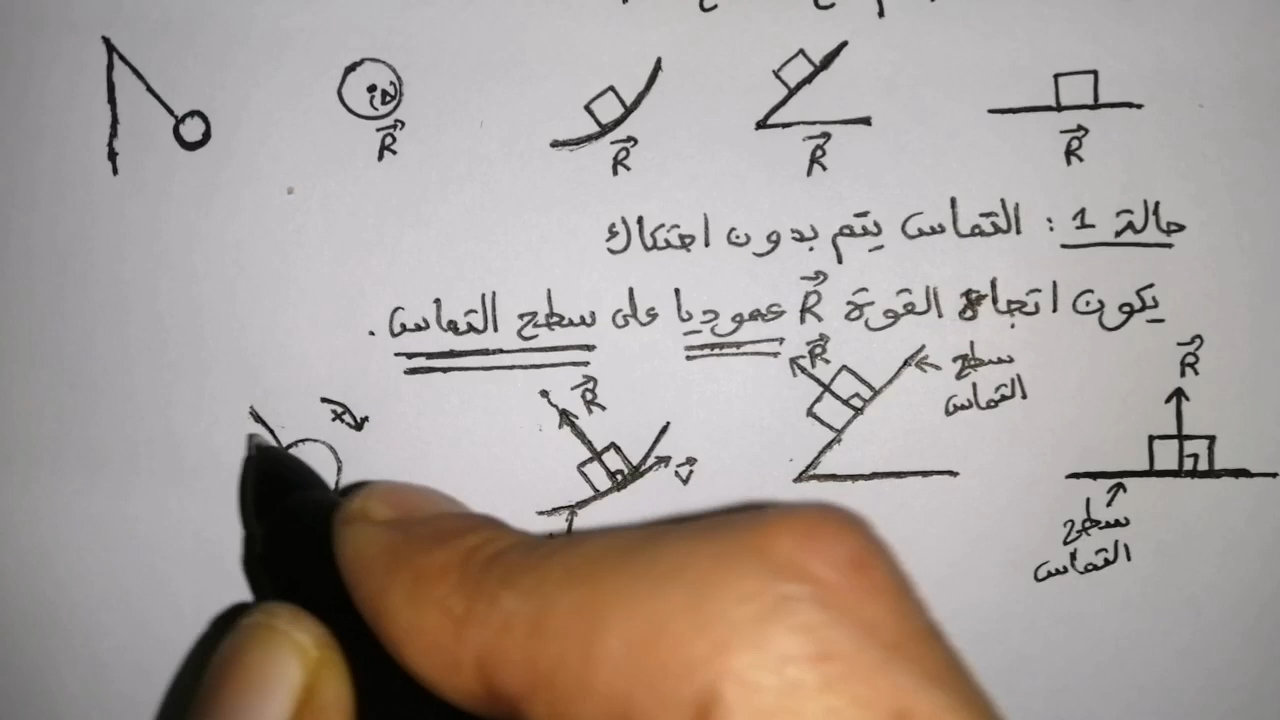 R R R R
حالة 1 : التماس يتم بدون احتكاك
يكون اتجاه القوة R عموديا على سطح التماس .
R
سطح
التماس
R
سطح
التماس
R
V